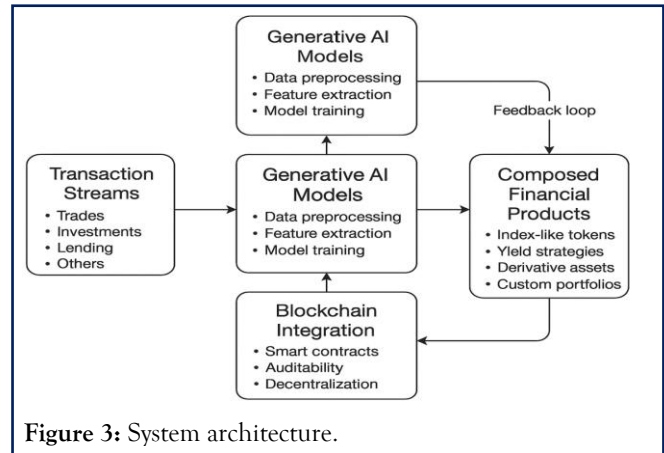 Generative AI
Models
• Data preprocessing
• Feature extraction
• Model training
Feedback loop
Transaction
Streams
• Trades
• Investments
• Lending
• Others
Generative AI
Models
• Data preprocessing
• Feature extraction
• Model training
Composed
Financial
Products
• Index-like tokens
• Yield strategies
• Derivative assets
• Custom portfolios
Blockchain
Integration
• Smart contracts
• Auditability
• Decentralization
Figure 3: System architecture.